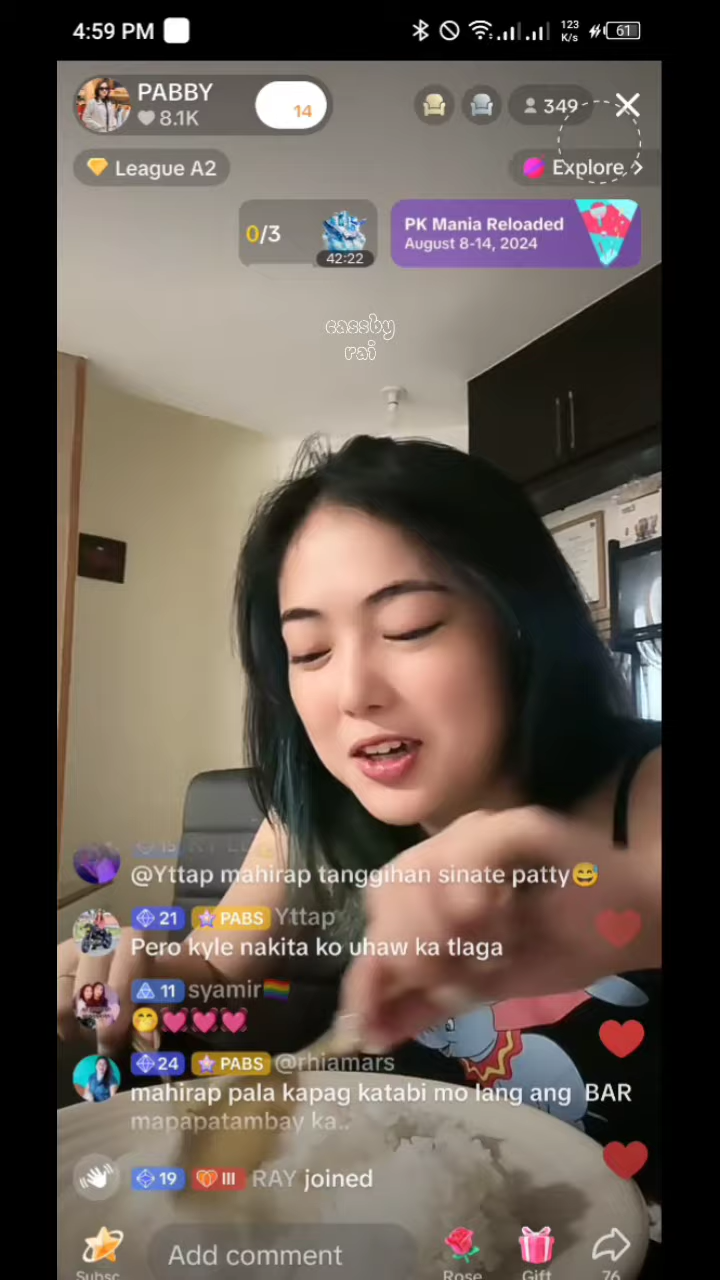 4:59 PM
123
K/s
61
PABBY
8.1K
14
349
League A2
Explore >
0/3
42:22
PK Mania Reloaded
August 8-14, 2024
cassby
rai
@Yttap mahirap tanggihan sinate patty😅
21 PABS Yttap
Pero kyle nakita ko uhaw ka tlaga
11 syamir🏳️‍🌈
🤭💓💓💓
24 PABS @rhiamars
mahirap pala kapag katabi mo lang ang BAR
mapapatambay ka..
19 III RAY joined
Add comment
Subsc
Rose
Gift
76